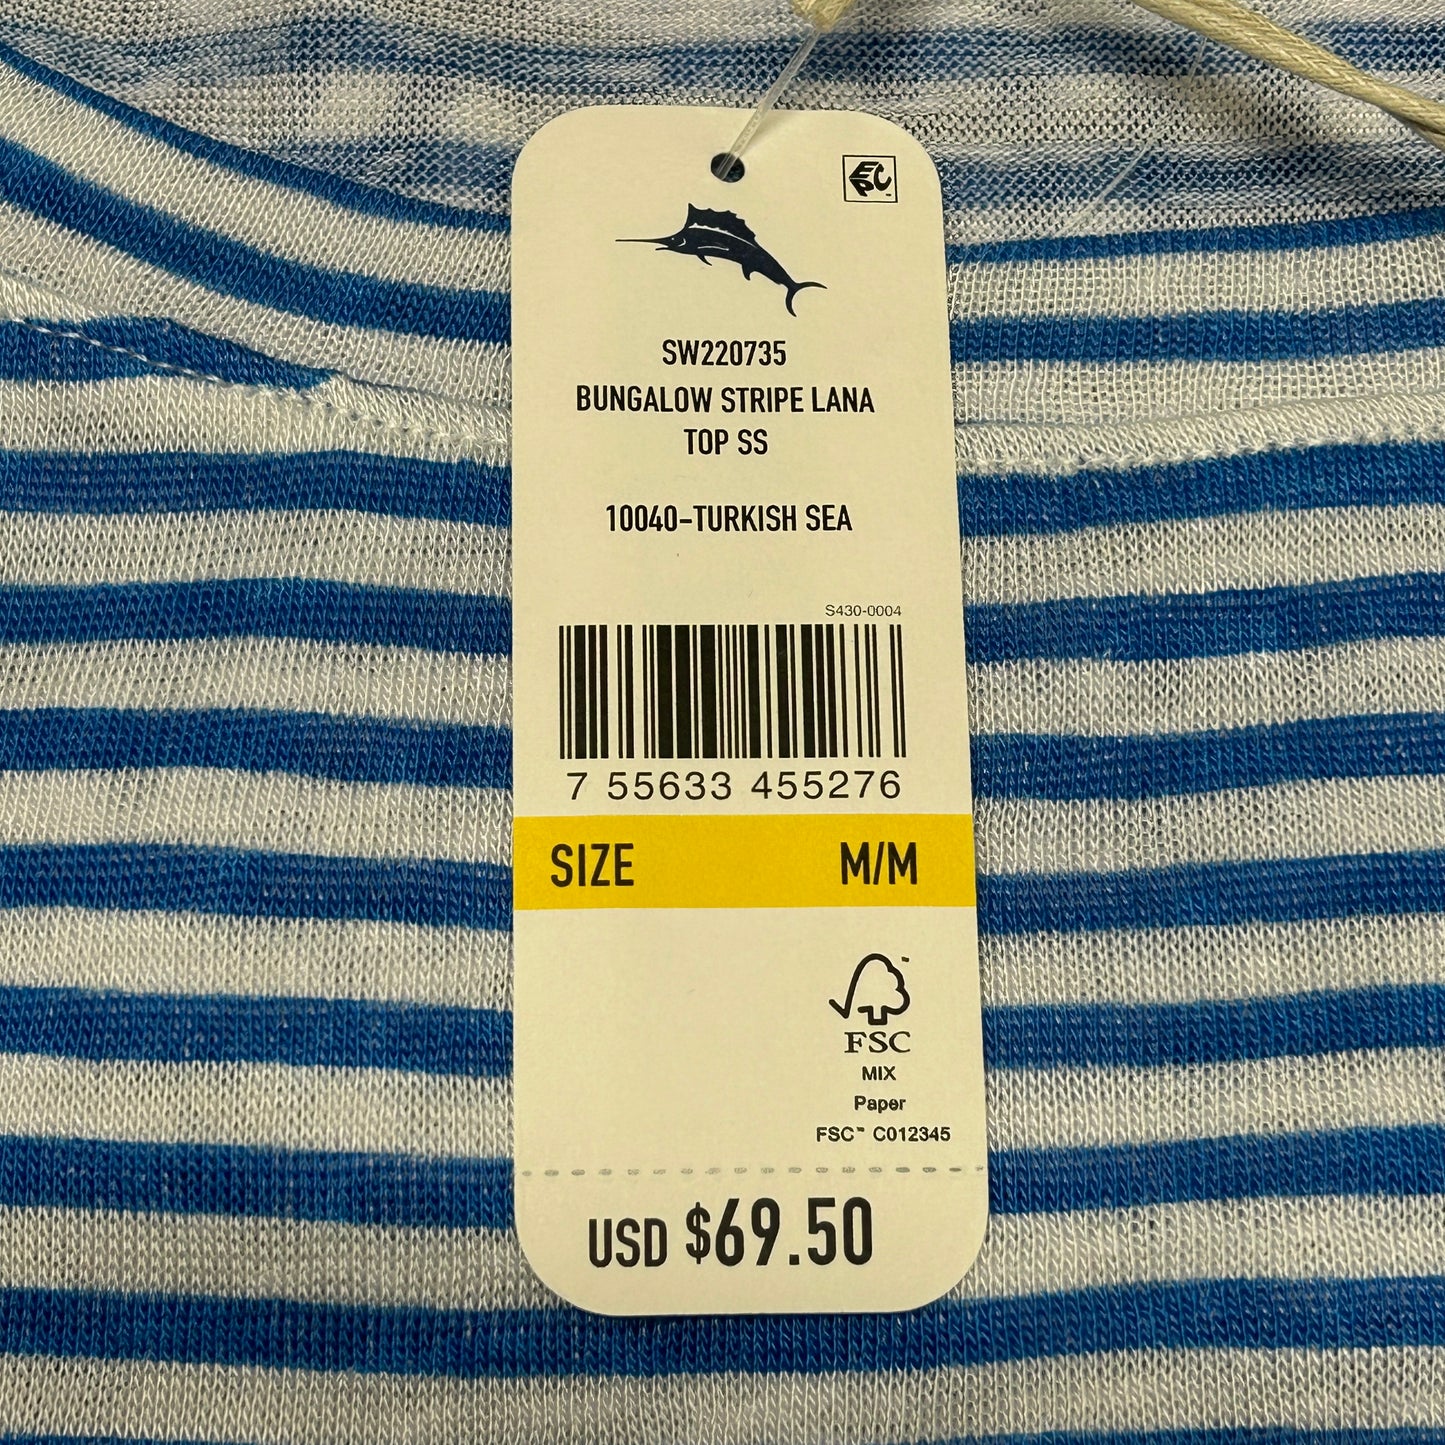 EPC
SW220735
BUNGALOW STRIPE LANA
TOP SS
10040-TURKISH SEA
S430-0004
7 55633 455276
SIZE M/M
FSC
MIX
Paper
FSC™ C012345
USD $69.50